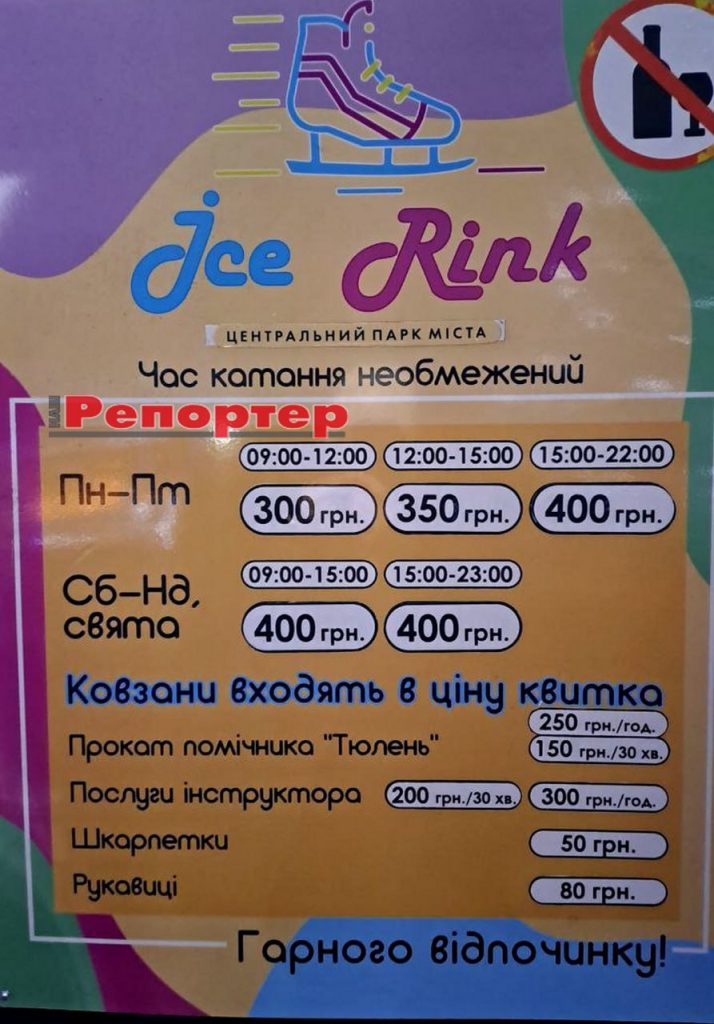 Ice Rink
ЦЕНТРАЛЬНИЙ ПАРК МІСТА
Час катання необмежений
НАШ Репортер
09:00-12:00 12:00-15:00 15:00-22:00
Пн-Пт
300 грн. 350 грн. 400 грн.
09:00-15:00 15:00-23:00
Сб-Нд,
свята
400 грн. 400 грн.
Ковзани входять в ціну квитка
250 грн./год.
Прокат помічника "Тюлень" 150 грн./30 хв.
Послуги інструктора 200 грн./30 хв. 300 грн./год.
Шкарпетки 50 грн.
Рукавиці 80 грн.
Гарного відпочинку!